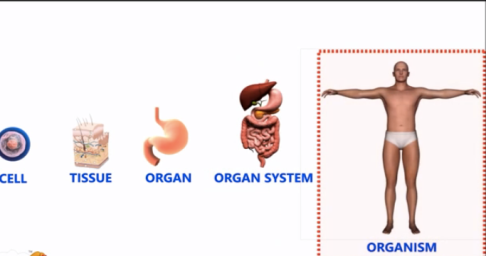 CELL
TISSUE
ORGAN
ORGAN SYSTEM
ORGANISM